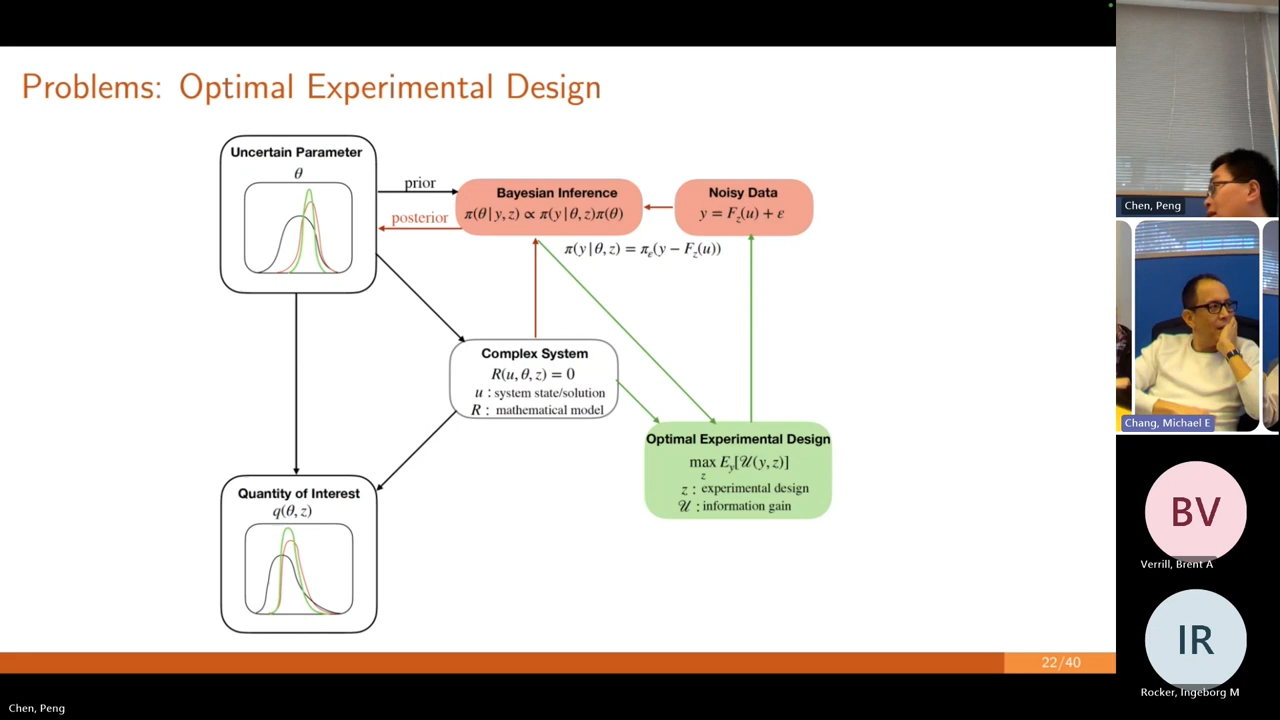 Problems: Optimal Experimental Design
Uncertain Parameter
θ
prior
posterior
Bayesian Inference
π(θ|y, z) ∝ π(y|θ, z)π(θ)
Noisy Data
y = F_z(u) + ε
π(y|θ, z) = π_ε(y − F_z(u))
Complex System
R(u, θ, z) = 0
u : system state/solution
R : mathematical model
Optimal Experimental Design
max_z E_y[𝒰(y, z)]
z : experimental design
𝒰 : information gain
Quantity of Interest
q(θ, z)
22/40
Chen, Peng
Chen, Peng
Chang, Michael E
BV
Verrill, Brent A
IR
Rocker, Ingeborg M